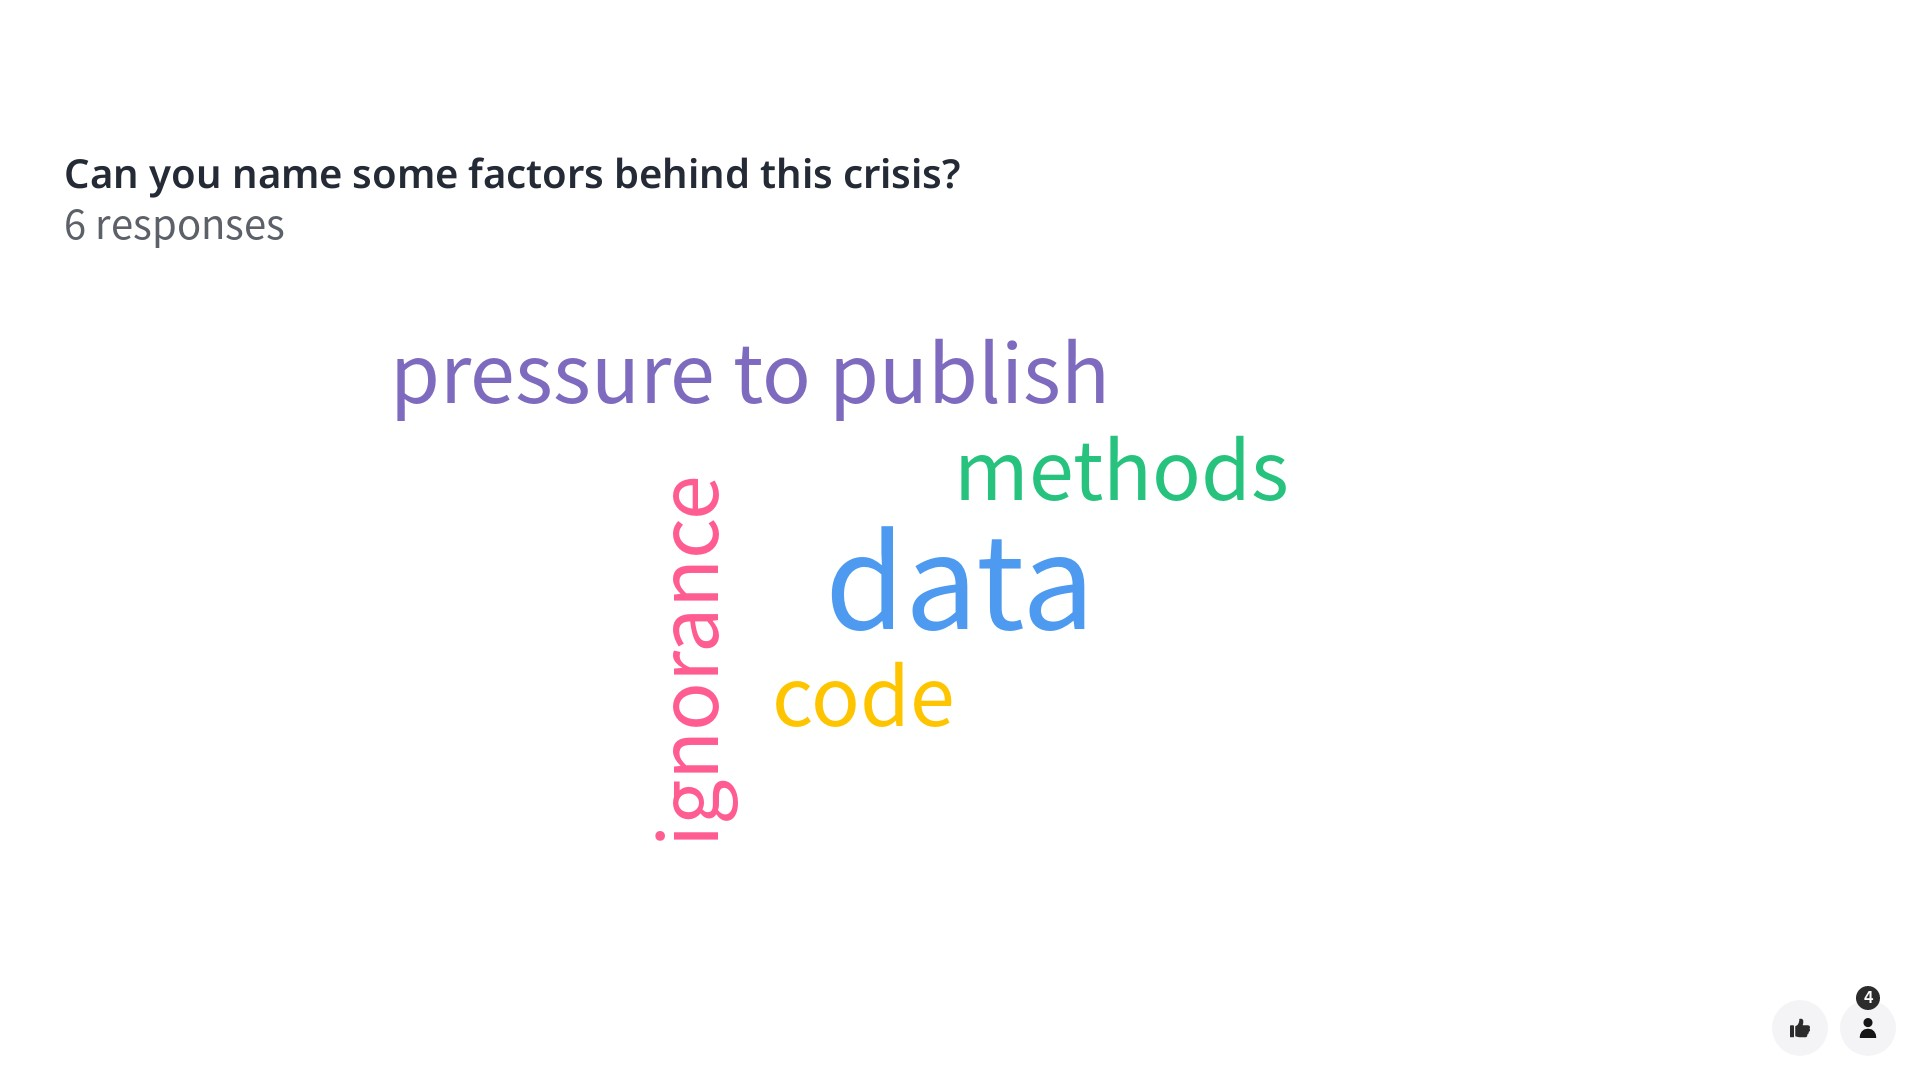 Can you name some factors behind this crisis?
6 responses
pressure to publish
methods
ignorance
data
code
4